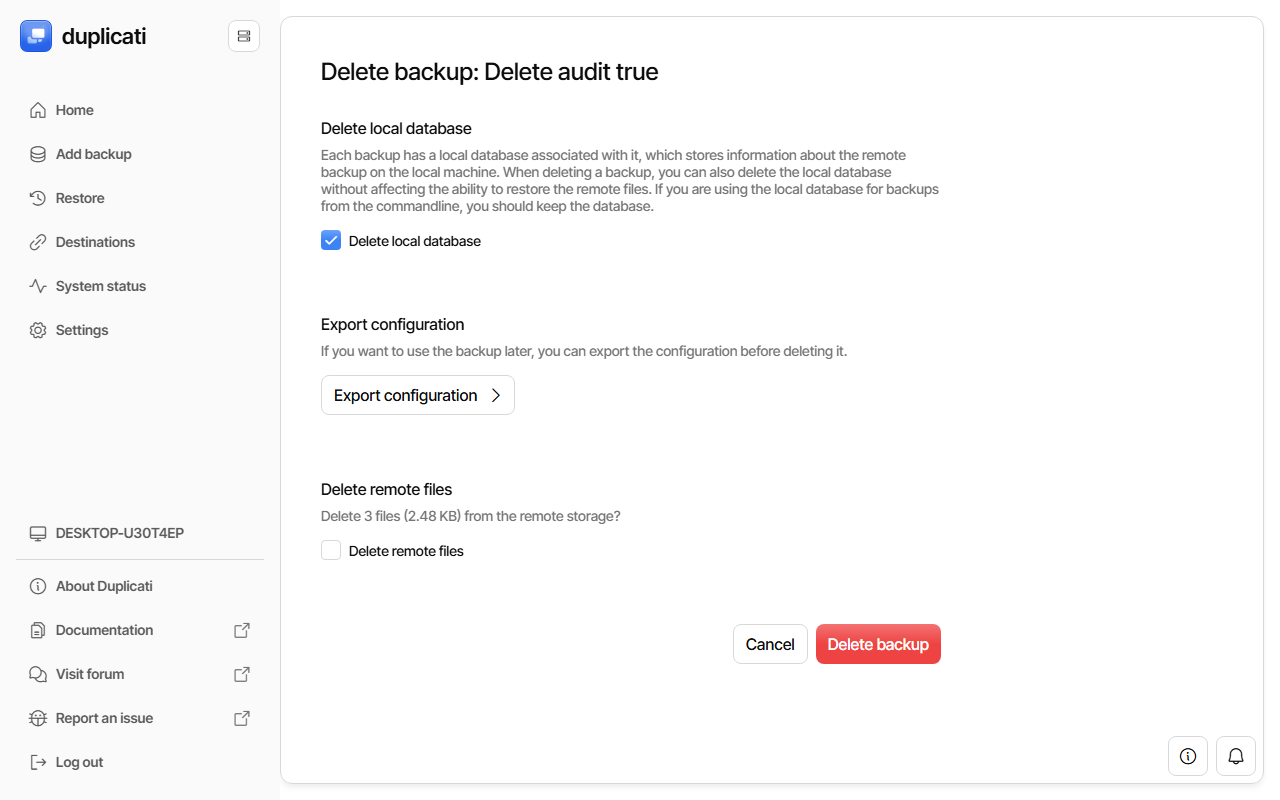 duplicati
Home
Add backup
Restore
Destinations
System status
Settings
DESKTOP-U30T4EP
About Duplicati
Documentation
Visit forum
Report an issue
Log out
Delete backup: Delete audit true
Delete local database
Each backup has a local database associated with it, which stores information about the remote
backup on the local machine. When deleting a backup, you can also delete the local database
without affecting the ability to restore the remote files. If you are using the local database for backups
from the commandline, you should keep the database.
Delete local database
Export configuration
If you want to use the backup later, you can export the configuration before deleting it.
Export configuration
Delete remote files
Delete 3 files (2.48 KB) from the remote storage?
Delete remote files
Cancel
Delete backup